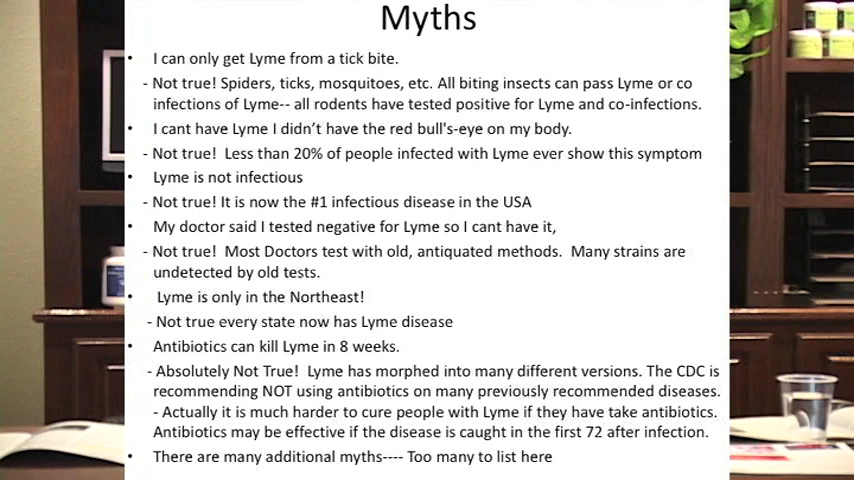 Myths
• I can only get Lyme from a tick bite.
- Not true! Spiders, ticks, mosquitoes, etc. All biting insects can pass Lyme or co
infections of Lyme-- all rodents have tested positive for Lyme and co-infections.
• I cant have Lyme I didn’t have the red bull's-eye on my body.
- Not true!  Less than 20% of people infected with Lyme ever show this symptom
• Lyme is not infectious
- Not true! It is now the #1 infectious disease in the USA
• My doctor said I tested negative for Lyme so I cant have it,
- Not true!  Most Doctors test with old, antiquated methods.  Many strains are
undetected by old tests.
• Lyme is only in the Northeast!
- Not true every state now has Lyme disease
• Antibiotics can kill Lyme in 8 weeks.
- Absolutely Not True!  Lyme has morphed into many different versions. The CDC is
recommending NOT using antibiotics on many previously recommended diseases.
- Actually it is much harder to cure people with Lyme if they have take antibiotics.
Antibiotics may be effective if the disease is caught in the first 72 after infection.
• There are many additional myths---- Too many to list here